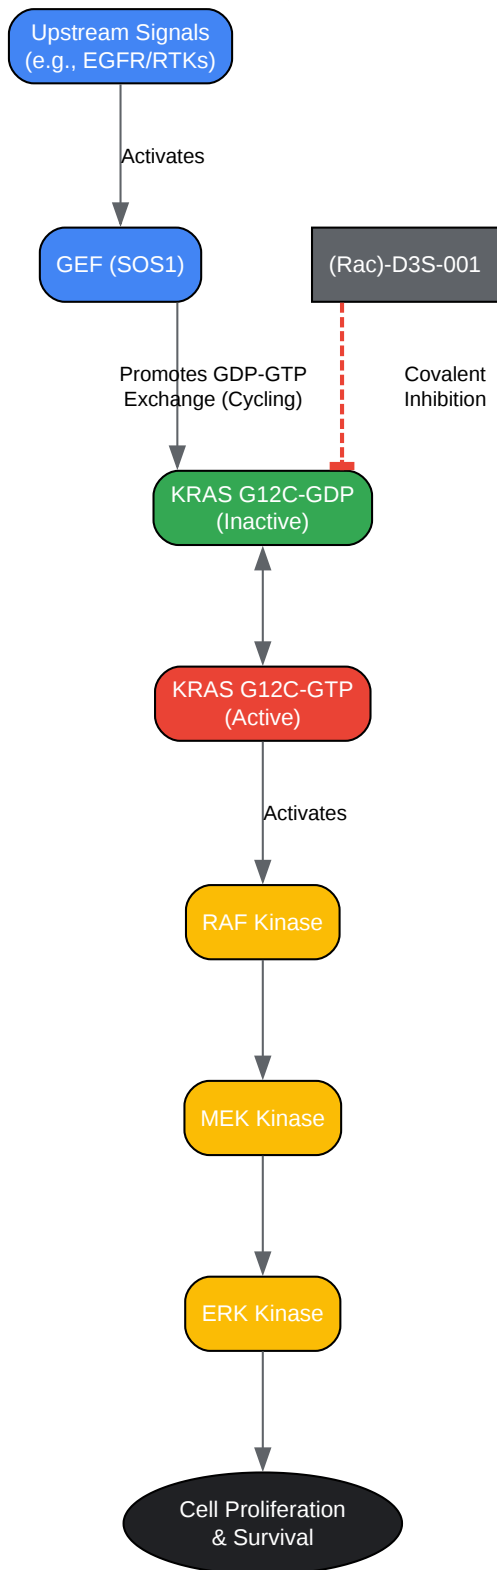 Upstream Signals
(e.g., EGFR/RTKs)
Activates
GEF (SOS1)
(Rac)-D3S-001
Promotes GDP-GTP
Exchange (Cycling)
Covalent
Inhibition
KRAS G12C-GDP
(Inactive)
KRAS G12C-GTP
(Active)
Activates
RAF Kinase
MEK Kinase
ERK Kinase
Cell Proliferation
& Survival